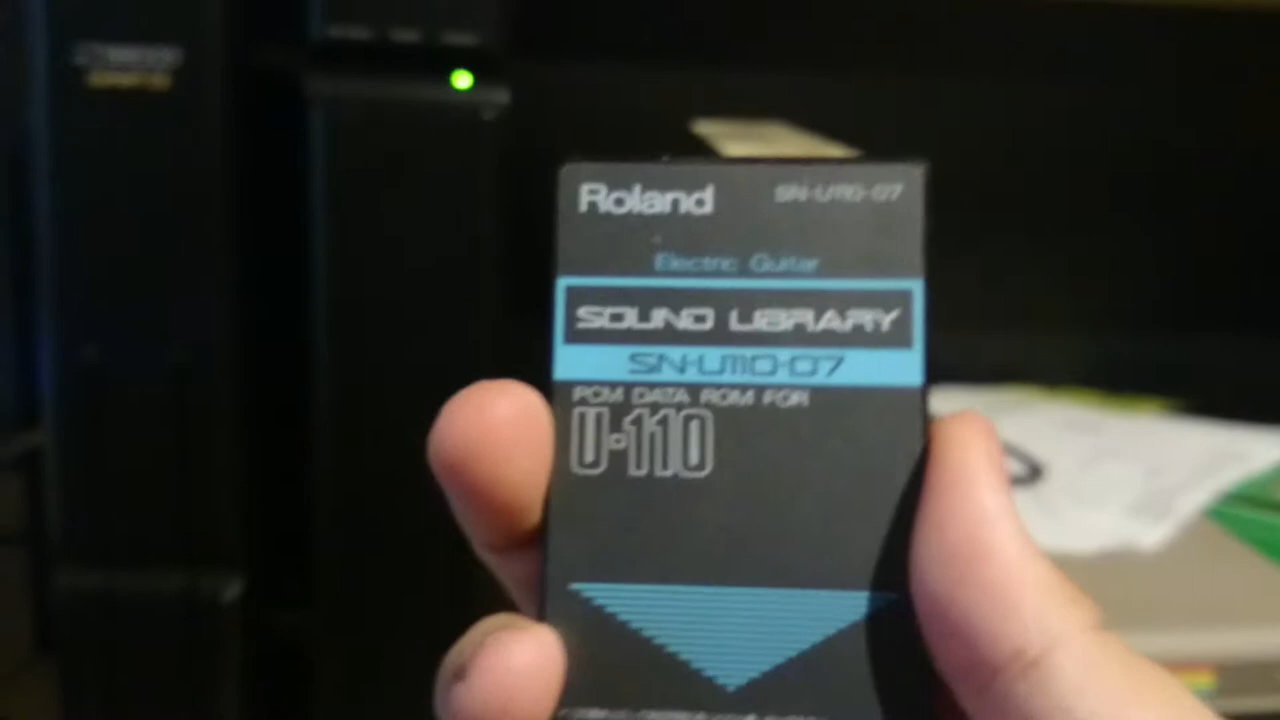 Roland
SN-U110-07
Electric Guitar
SOUND LIBRARY
SN-U110-07
PCM DATA ROM FOR
U-110